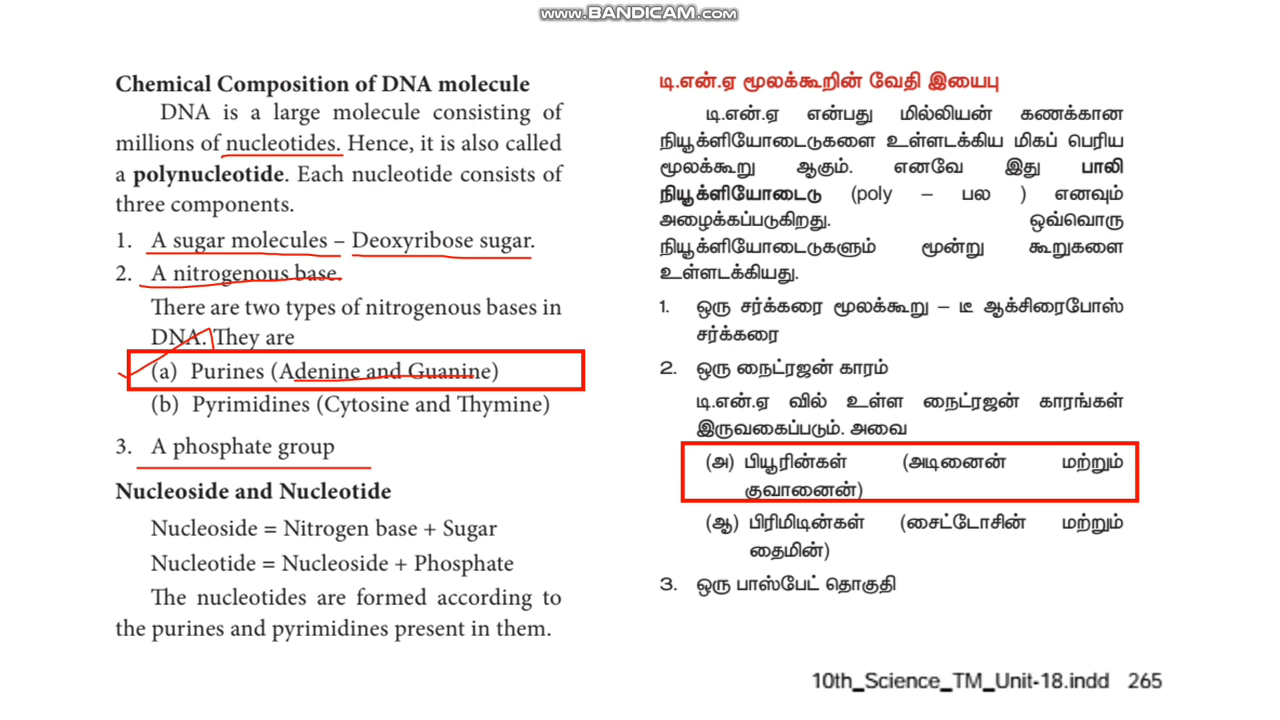 www.BANDICAM.com
Chemical Composition of DNA molecule
DNA is a large molecule consisting of
millions of nucleotides. Hence, it is also called
a polynucleotide. Each nucleotide consists of
three components.
1. A sugar molecules – Deoxyribose sugar.
2. A nitrogenous base.
There are two types of nitrogenous bases in
DNA. They are
(a) Purines (Adenine and Guanine)
(b) Pyrimidines (Cytosine and Thymine)
3. A phosphate group
Nucleoside and Nucleotide
Nucleoside = Nitrogen base + Sugar
Nucleotide = Nucleoside + Phosphate
The nucleotides are formed according to
the purines and pyrimidines present in them.
டி.என்.ஏ மூலக்கூறின் வேதி இயைபு
டி.என்.ஏ என்பது மில்லியன் கணக்கான
நியூக்ளியோடைடுகளை உள்ளடக்கிய மிகப் பெரிய
மூலக்கூறு ஆகும். எனவே இது பாலி
நியூக்ளியோடைடு (poly – பல ) எனவும்
அழைக்கப்படுகிறது. ஒவ்வொரு
நியூக்ளியோடைடுகளும் மூன்று கூறுகளை
உள்ளடக்கியது.
1. ஒரு சர்க்கரை மூலக்கூறு – டீ ஆக்சிரைபோஸ்
சர்க்கரை
2. ஒரு நைட்ரஜன் காரம்
டி.என்.ஏ வில் உள்ள நைட்ரஜன் காரங்கள்
இருவகைப்படும். அவை
(அ) பியூரின்கள் (அடினைன் மற்றும்
குவானைன்)
(ஆ) பிரிமிடின்கள் (சைட்டோசின் மற்றும்
தைமின்)
3. ஒரு பாஸ்பேட் தொகுதி
10th_Science_TM_Unit-18.indd 265